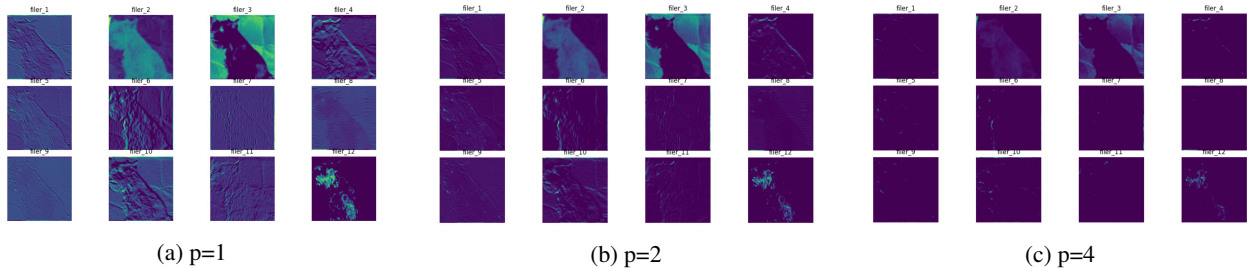 filer_1 filer_2 filer_3 filer_4 filer_1 filer_2 filer_3 filer_4 filer_1 filer_2 filer_3 filer_4
filer_5 filer_6 filer_7 filer_8 filer_5 filer_6 filer_7 filer_8 filer_5 filer_6 filer_7 filer_8
filer_9 filer_10 filer_11 filer_12 filer_9 filer_10 filer_11 filer_12 filer_9 filer_10 filer_11 filer_12
(a) p=1 (b) p=2 (c) p=4